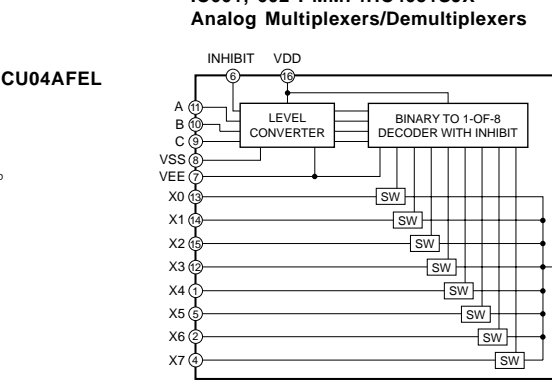 Analog Multiplexers/Demultiplexers
CU04AFEL
INHIBIT VDD
6 16
A 11
B 10
C 9
VSS 8
VEE 7
LEVEL
CONVERTER
BINARY TO 1-OF-8
DECODER WITH INHIBIT
X0 13 SW
X1 14 SW
X2 15 SW
X3 12 SW
X4 1 SW
X5 5 SW
X6 2 SW
X7 4 SW